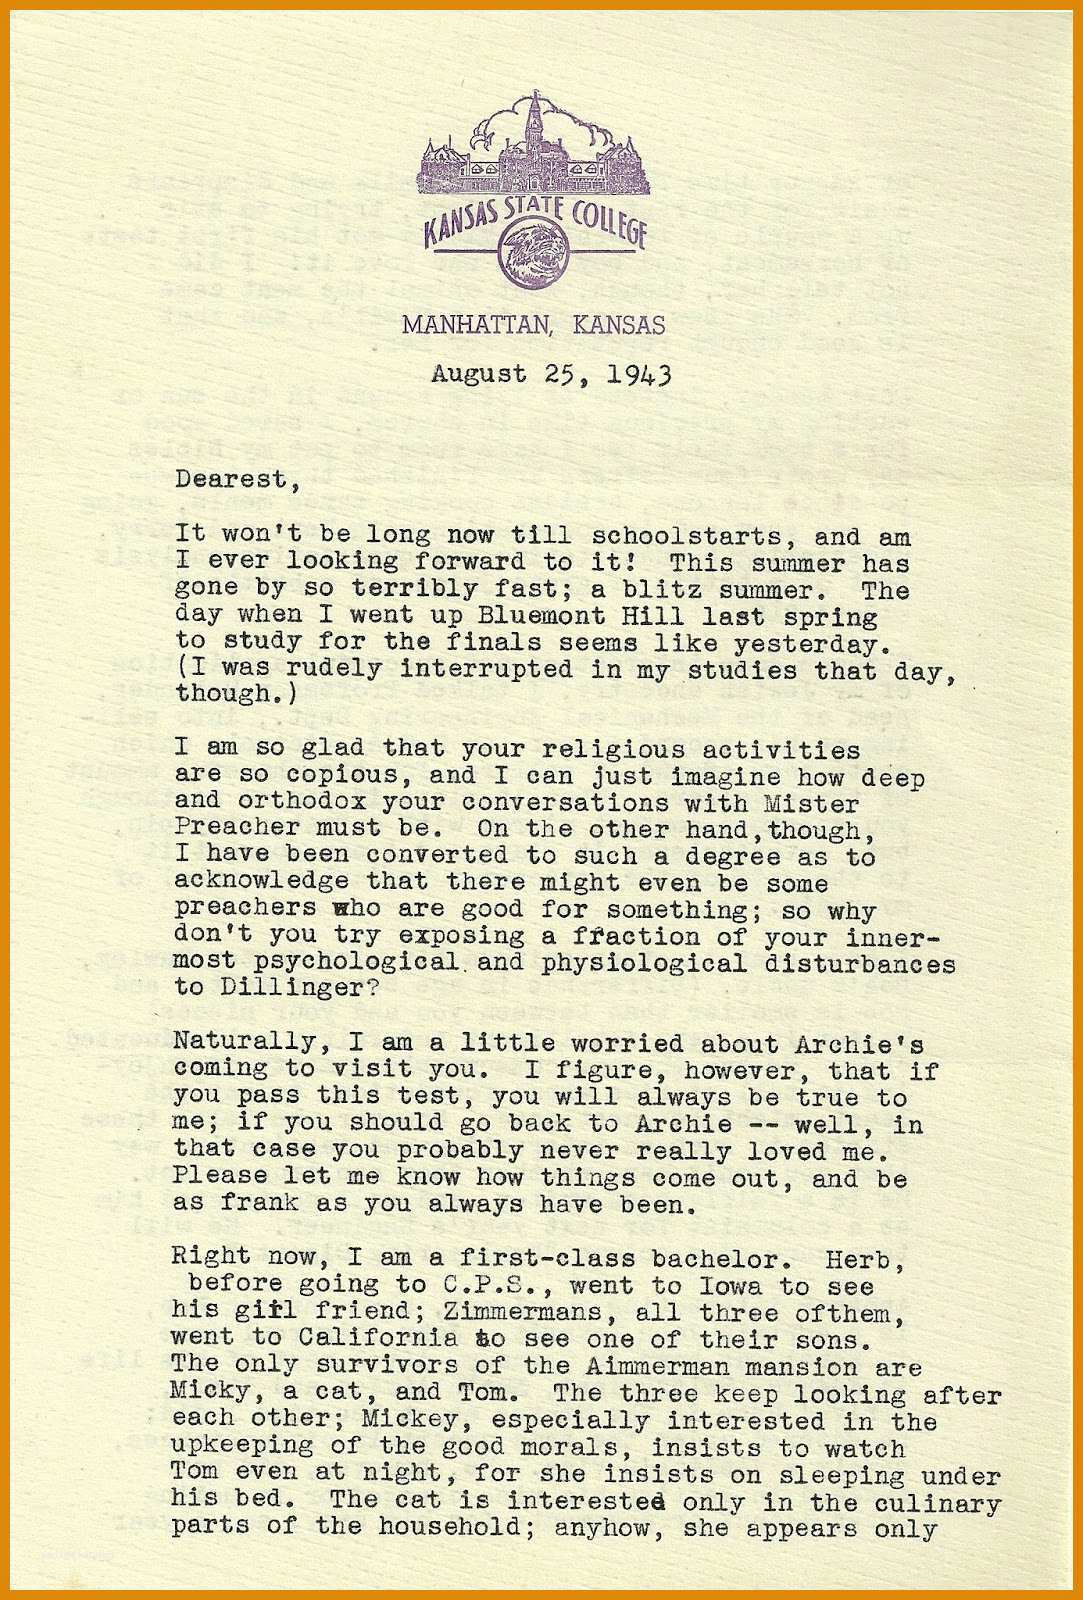 KANSAS STATE COLLEGE
MANHATTAN, KANSAS
August 25, 1943
Dearest,
It won't be long now till schoolstarts, and am
I ever looking forward to it!  This summer has
gone by so terribly fast; a blitz summer.  The
day when I went up Bluemont Hill last spring
to study for the finals seems like yesterday.
(I was rudely interrupted in my studies that day,
though.)
I am so glad that your religious activities
are so copious, and I can just imagine how deep
and orthodox your conversations with Mister
Preacher must be.  On the other hand,though,
I have been converted to such a degree as to
acknowledge that there might even be some
preachers who are good for something; so why
don't you try exposing a fraction of your inner-
most psychological and physiological disturbances
to Dillinger?
Naturally, I am a little worried about Archie's
coming to visit you.  I figure, however, that if
you pass this test, you will always be true to
me; if you should go back to Archie -- well, in
that case you probably never really loved me.
Please let me know how things come out, and be
as frank as you always have been.
Right now, I am a first-class bachelor.  Herb,
before going to C.P.S., went to Iowa to see
his girl friend; Zimmermans, all three ofthem,
went to California to see one of their sons.
The only survivors of the Aimmerman mansion are
Micky, a cat, and Tom.  The three keep looking after
each other; Mickey, especially interested in the
upkeeping of the good morals, insists to watch
Tom even at night, for she insists on sleeping under
his bed.  The cat is interested only in the culinary
parts of the household; anyhow, she appears only